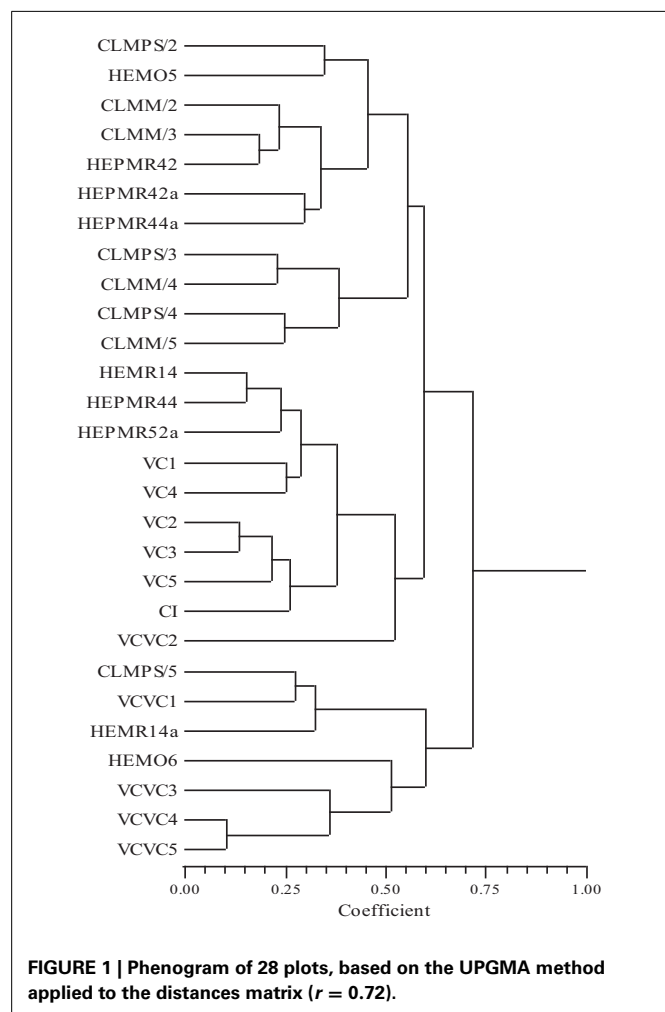 CLMPS/2
HEMO5
CLMM/2
CLMM/3
HEPMR42
HEPMR42a
HEPMR44a
CLMPS/3
CLMM/4
CLMPS/4
CLMM/5
HEMR14
HEPMR44
HEPMR52a
VC1
VC4
VC2
VC3
VC5
CI
VCVC2
CLMPS/5
VCVC1
HEMR14a
HEMO6
VCVC3
VCVC4
VCVC5
0.00 0.25 0.50 0.75 1.00
Coefficient
FIGURE 1 | Phenogram of 28 plots, based on the UPGMA method
applied to the distances matrix (r = 0.72).